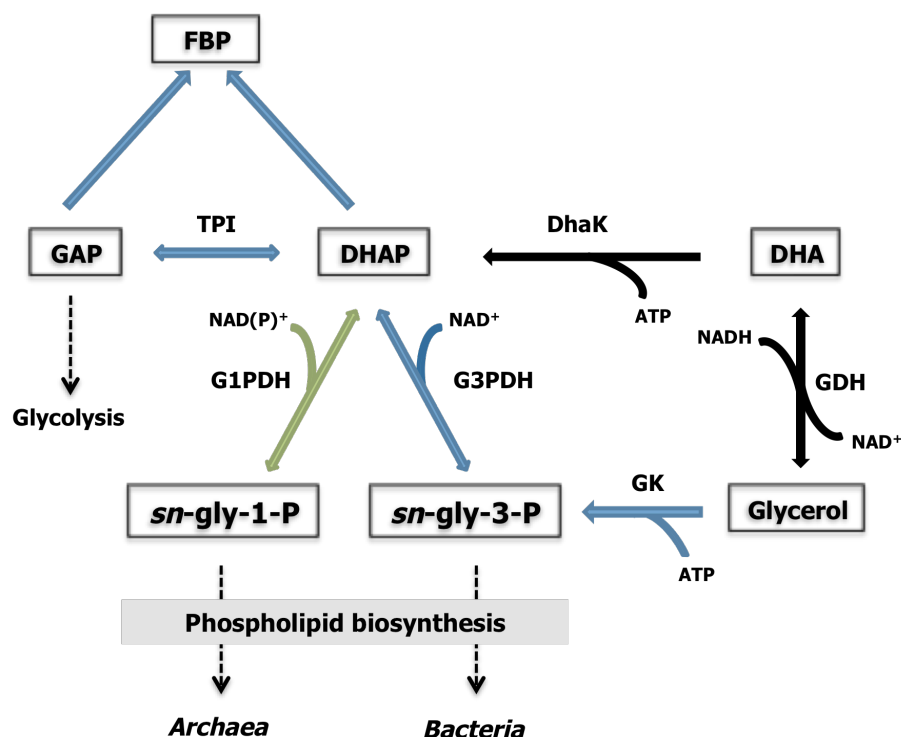 FBP
TPI
DhaK
GAP
DHAP
DHA
ATP
NAD(P)+
NAD+
NADH
G1PDH
G3PDH
GDH
Glycolysis
NAD+
GK
sn-gly-1-P
sn-gly-3-P
Glycerol
ATP
Phospholipid biosynthesis
Archaea
Bacteria